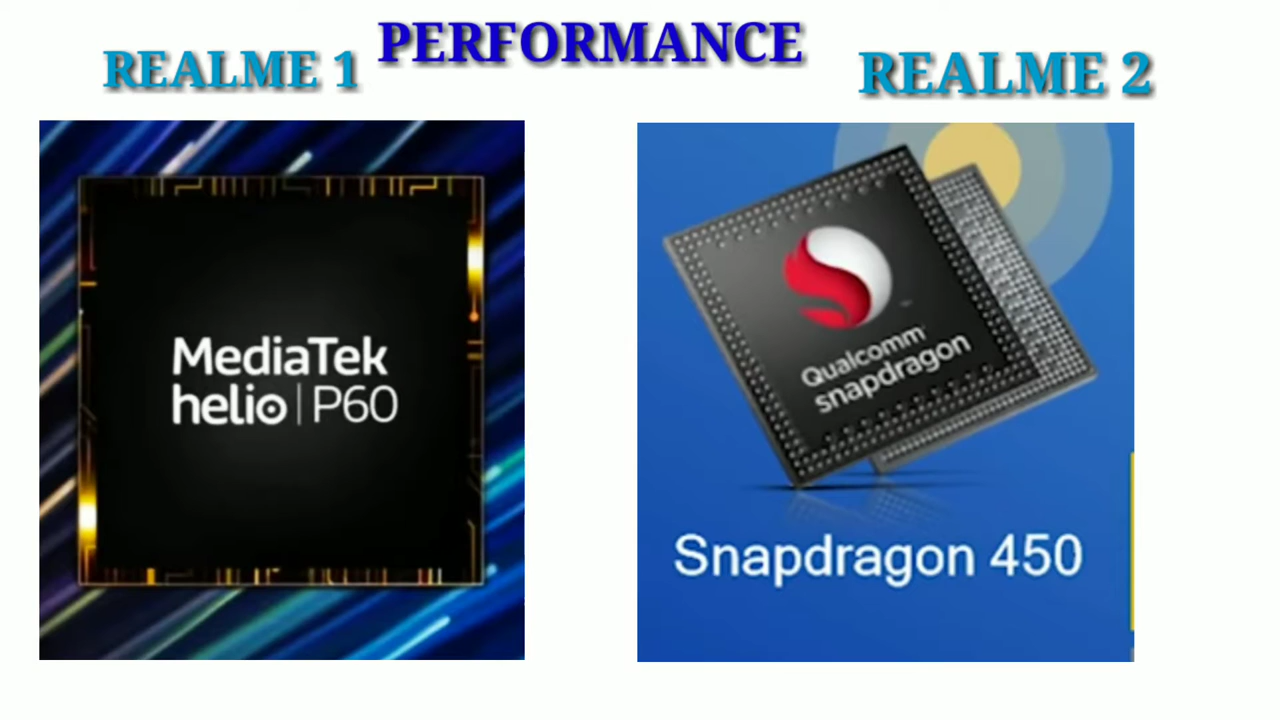 PERFORMANCE
REALME 1
REALME 2
MediaTek
helio | P60
Qualcomm
snapdragon
Snapdragon 450